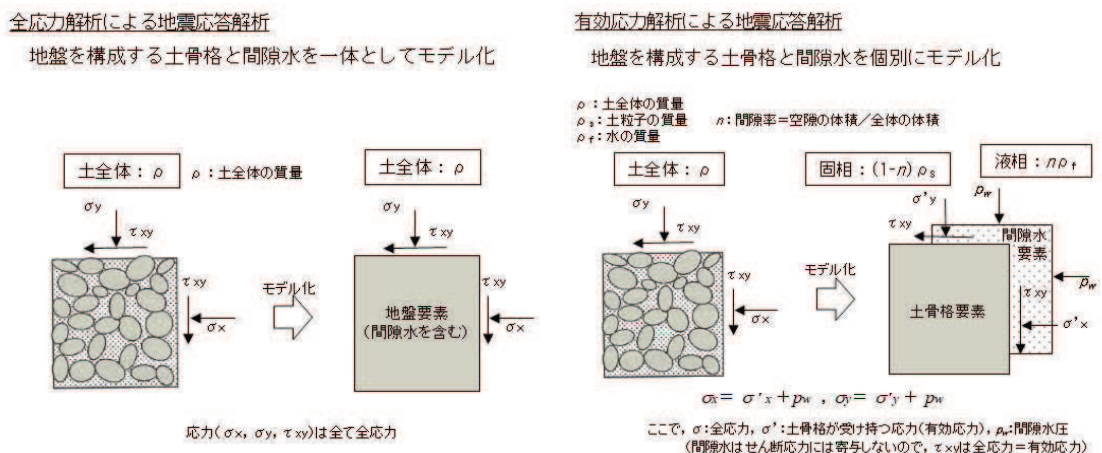 全応力解析による地震応答解析
地盤を構成する土骨格と間隙水を一体としてモデル化
土全体：ρ
ρ：土全体の質量
土全体：ρ
σy
τxy
τxy
σx
モデル化
σy
τxy
地盤要素
(間隙水を含む)
τxy
σx
応力(σx, σy, τxy)は全て全応力
有効応力解析による地震応答解析
地盤を構成する土骨格と間隙水を個別にモデル化
ρ：土全体の質量
ρs：土粒子の質量 n：間隙率＝空隙の体積／全体の体積
ρf：水の質量
土全体：ρ
固相：(1-n)ρs
液相：nρf
σy
τxy
τxy
σx
モデル化
σ'y
pw
τxy
間隙水
要素
τxy
pw
土骨格要素
σ'x
σx= σ'x+pw , σy= σ'y+ pw
ここで, σ:全応力, σ':土骨格が受け持つ応力(有効応力), pw:間隙水圧
(間隙水はせん断応力には寄与しないので, τxyは全応力＝有効応力)